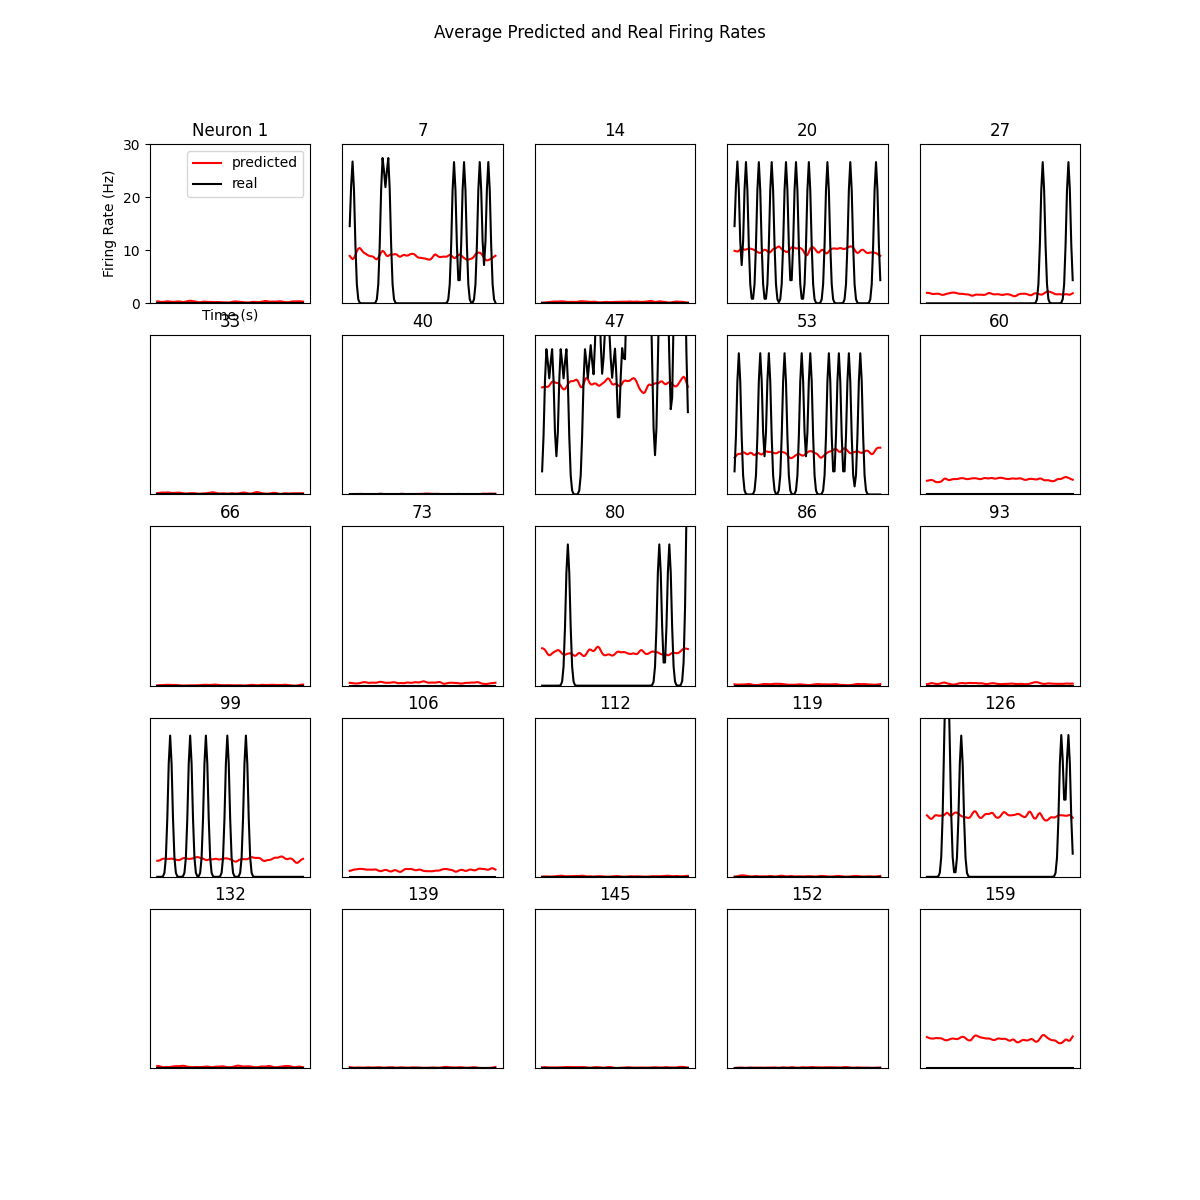 Average Predicted and Real Firing Rates
Neuron 1 7 14 20 27
30
20
10
0
Firing Rate (Hz)
predicted
real
Time (s)
33 40 47 53 60
66 73 80 86 93
99 106 112 119 126
132 139 145 152 159